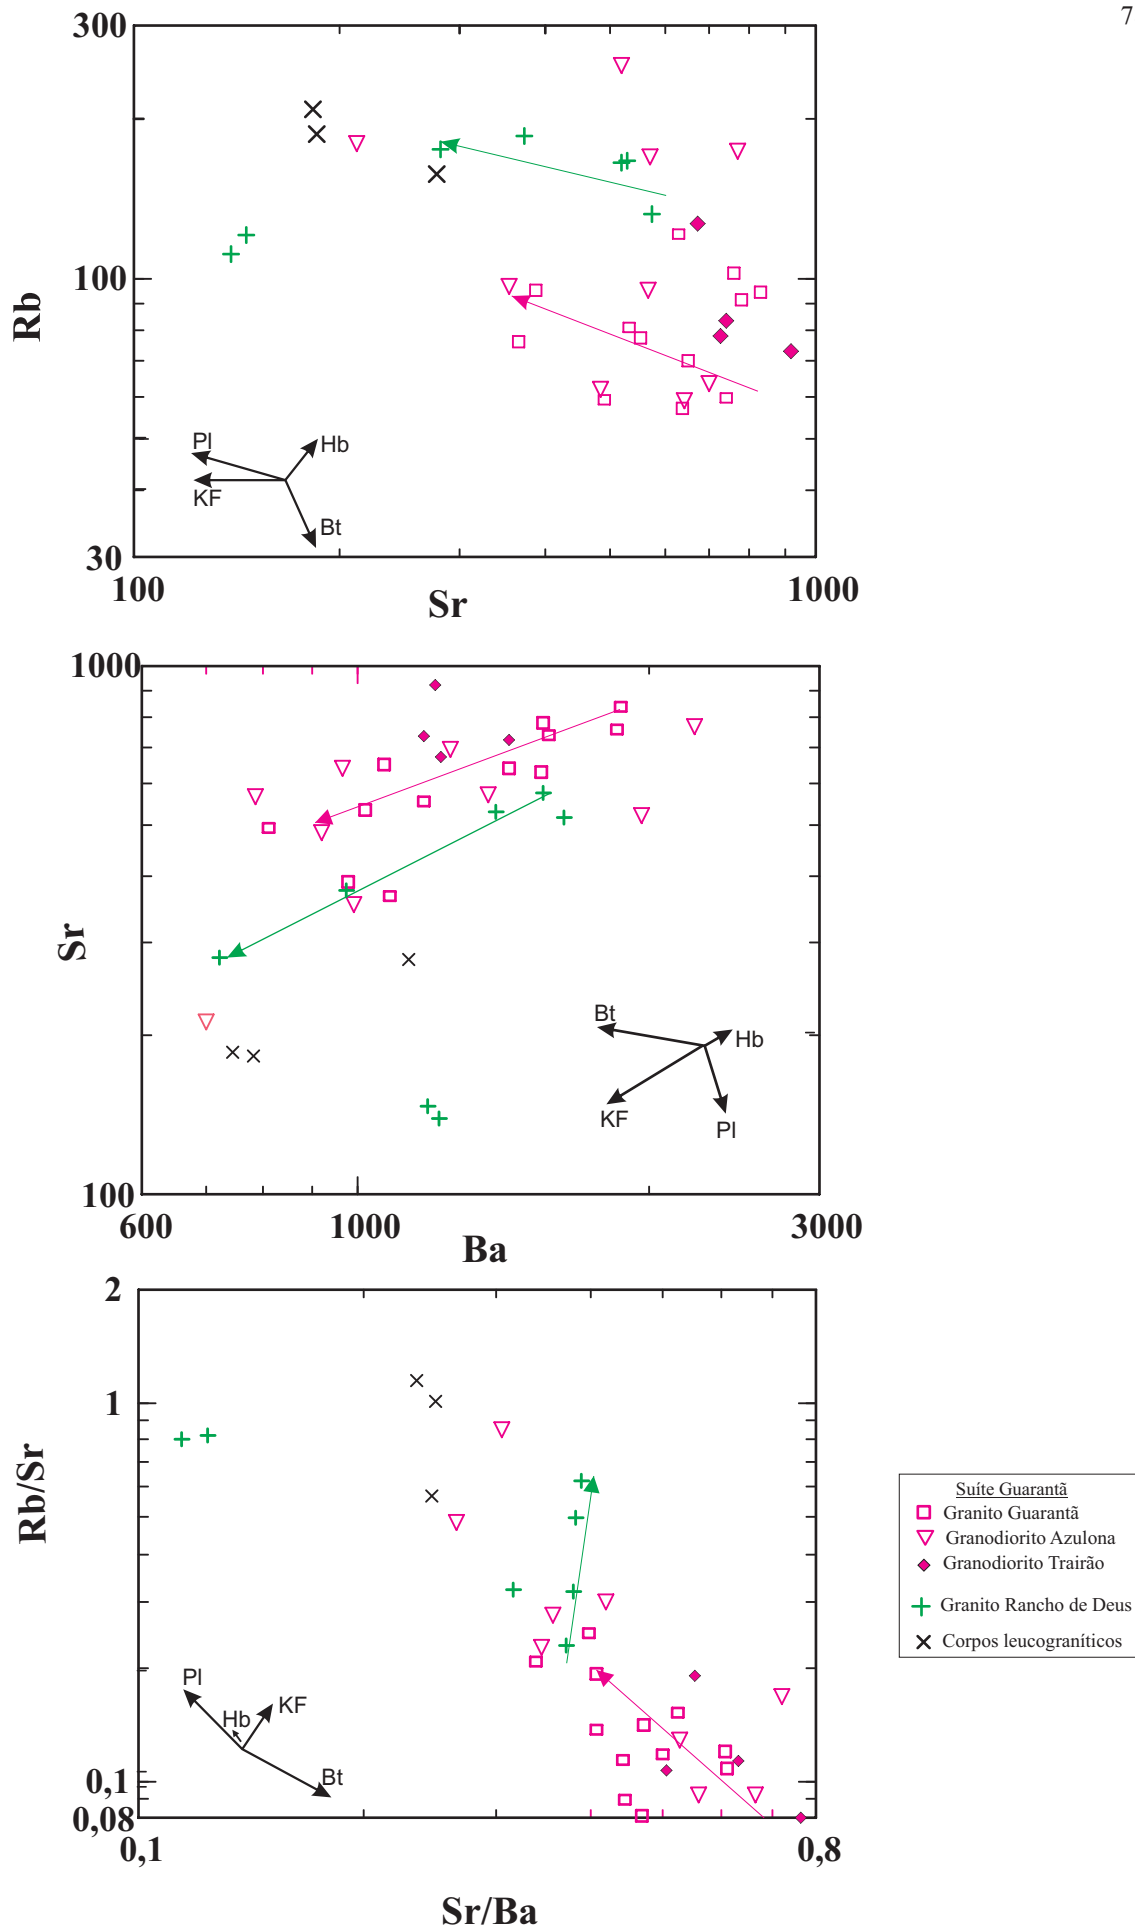 7
300
100
30
Rb
Pl
Hb
KF
Bt
100
1000
Sr
1000
Sr
Bt
Hb
KF
Pl
100
600
1000
3000
Ba
2
1
Rb/Sr
Pl
KF
Hb
Bt
0,1
0,08
0,1
0,8
Sr/Ba
Suíte Guarantã
Granito Guarantã
Granodiorito Azulona
Granodiorito Trairão
Granito Rancho de Deus
Corpos leucograníticos